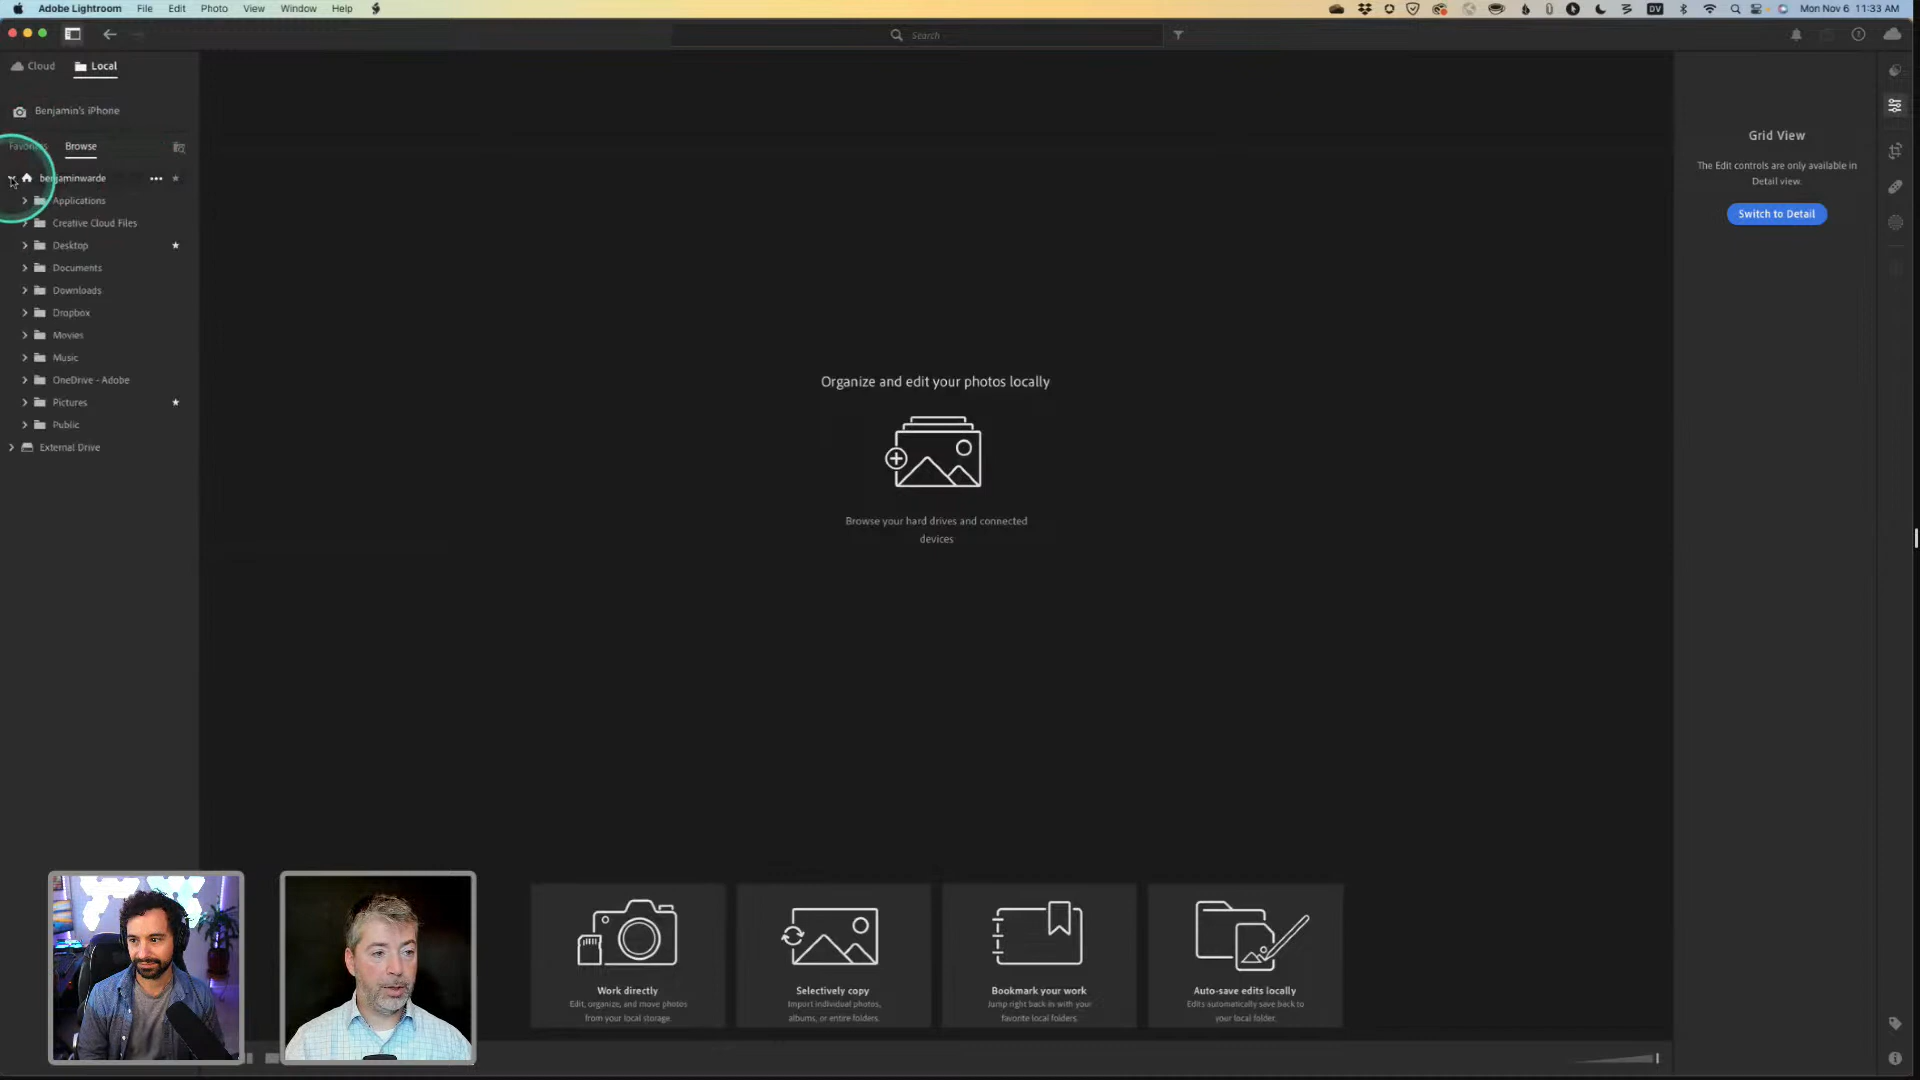 Adobe Lightroom File Edit Photo View Window Help DV Mon Nov 6 11:33 AM
Search
Cloud Local
Benjamin's iPhone
Favorites Browse
benjaminwarde
Applications
Creative Cloud Files
Desktop
Documents
Downloads
Dropbox
Movies
Music
OneDrive - Adobe
Pictures
Public
External Drive
Organize and edit your photos locally
Browse your hard drives and connected
devices
Grid View
The Edit controls are only available in
Detail view.
Switch to Detail
Work directly
Edit, organize, and move photos
from your local storage.
Selectively copy
Import individual photos,
albums, or entire folders.
Bookmark your work
Jump right back in with your
favorite local folders.
Auto-save edits locally
Edits automatically save back to
your local folder.